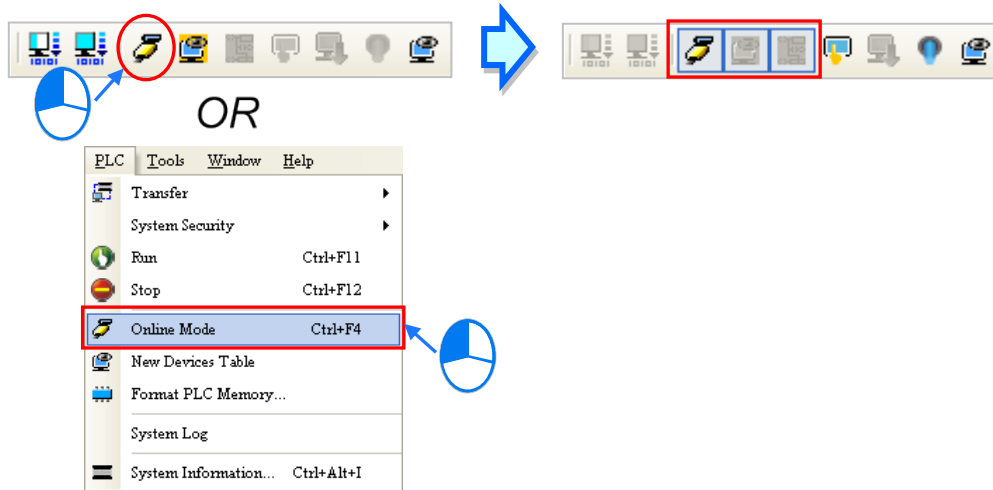 OR
PLC Tools Window Help
Transfer
System Security
Run Ctrl+F11
Stop Ctrl+F12
Online Mode Ctrl+F4
New Devices Table
Format PLC Memory...
System Log
System Information... Ctrl+Alt+I